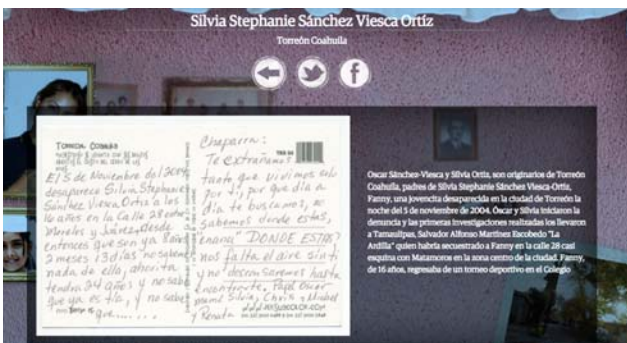 Silvia Stephanie Sánchez Viesca Ortíz
Torreón Coahuila
TORREÓN, COAHUILA
El 5 de Noviembre del 2004
desaparece Silvia Stephanie
Sánchez Viesca Ortiz a los
16 años en la Calle 28 entre
Morelos y Juárez, desde
entonces que son ya 8 años
2 meses 13 días no sabemos
nada de ella, ahorita
tendrá 24 años y no sabe
que ya es tía, y no sabe
que......
Chaparra:
Te extrañamos
tanto, que vivimos solo
por ti, por que día a
día te buscamos, no
sabemos donde estas,
enana" DONDE ESTAS?
nos falta el aire sin ti
y no descansaremos hasta
encontrarte. Papá Oscar
mamá Silvia, Chris y Michel
y Renata
Oscar Sánchez-Viesca y Silvia Ortiz, son originarios de Torreón
Coahuila, padres de Silvia Stephanie Sánchez Viesca-Ortiz,
Fanny, una jovencita desaparecida en la ciudad de Torreón la
noche del 5 de noviembre de 2004. Óscar y Silvia iniciaron la
denuncia y las primeras investigaciones realizadas los llevaron
a Tamaulipas, Salvador Alfonso Martínez Escobedo "La
Ardilla" quien habría secuestrado a Fanny en la calle 28 casi
esquina con Matamoros en la zona centro de la ciudad. Fanny,
de 16 años, regresaba de un torneo deportivo en el Colegio